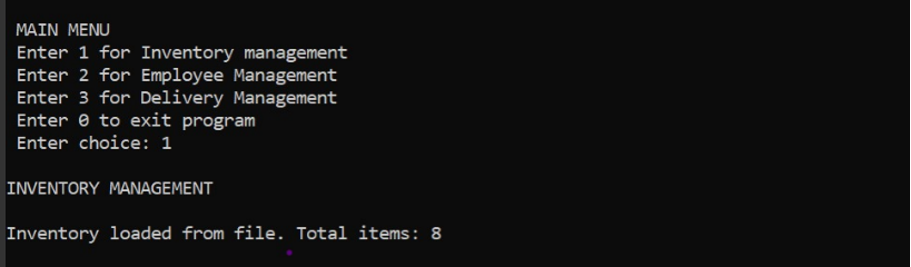 MAIN MENU
Enter 1 for Inventory management
Enter 2 for Employee Management
Enter 3 for Delivery Management
Enter 0 to exit program
Enter choice: 1
INVENTORY MANAGEMENT
Inventory loaded from file. Total items: 8